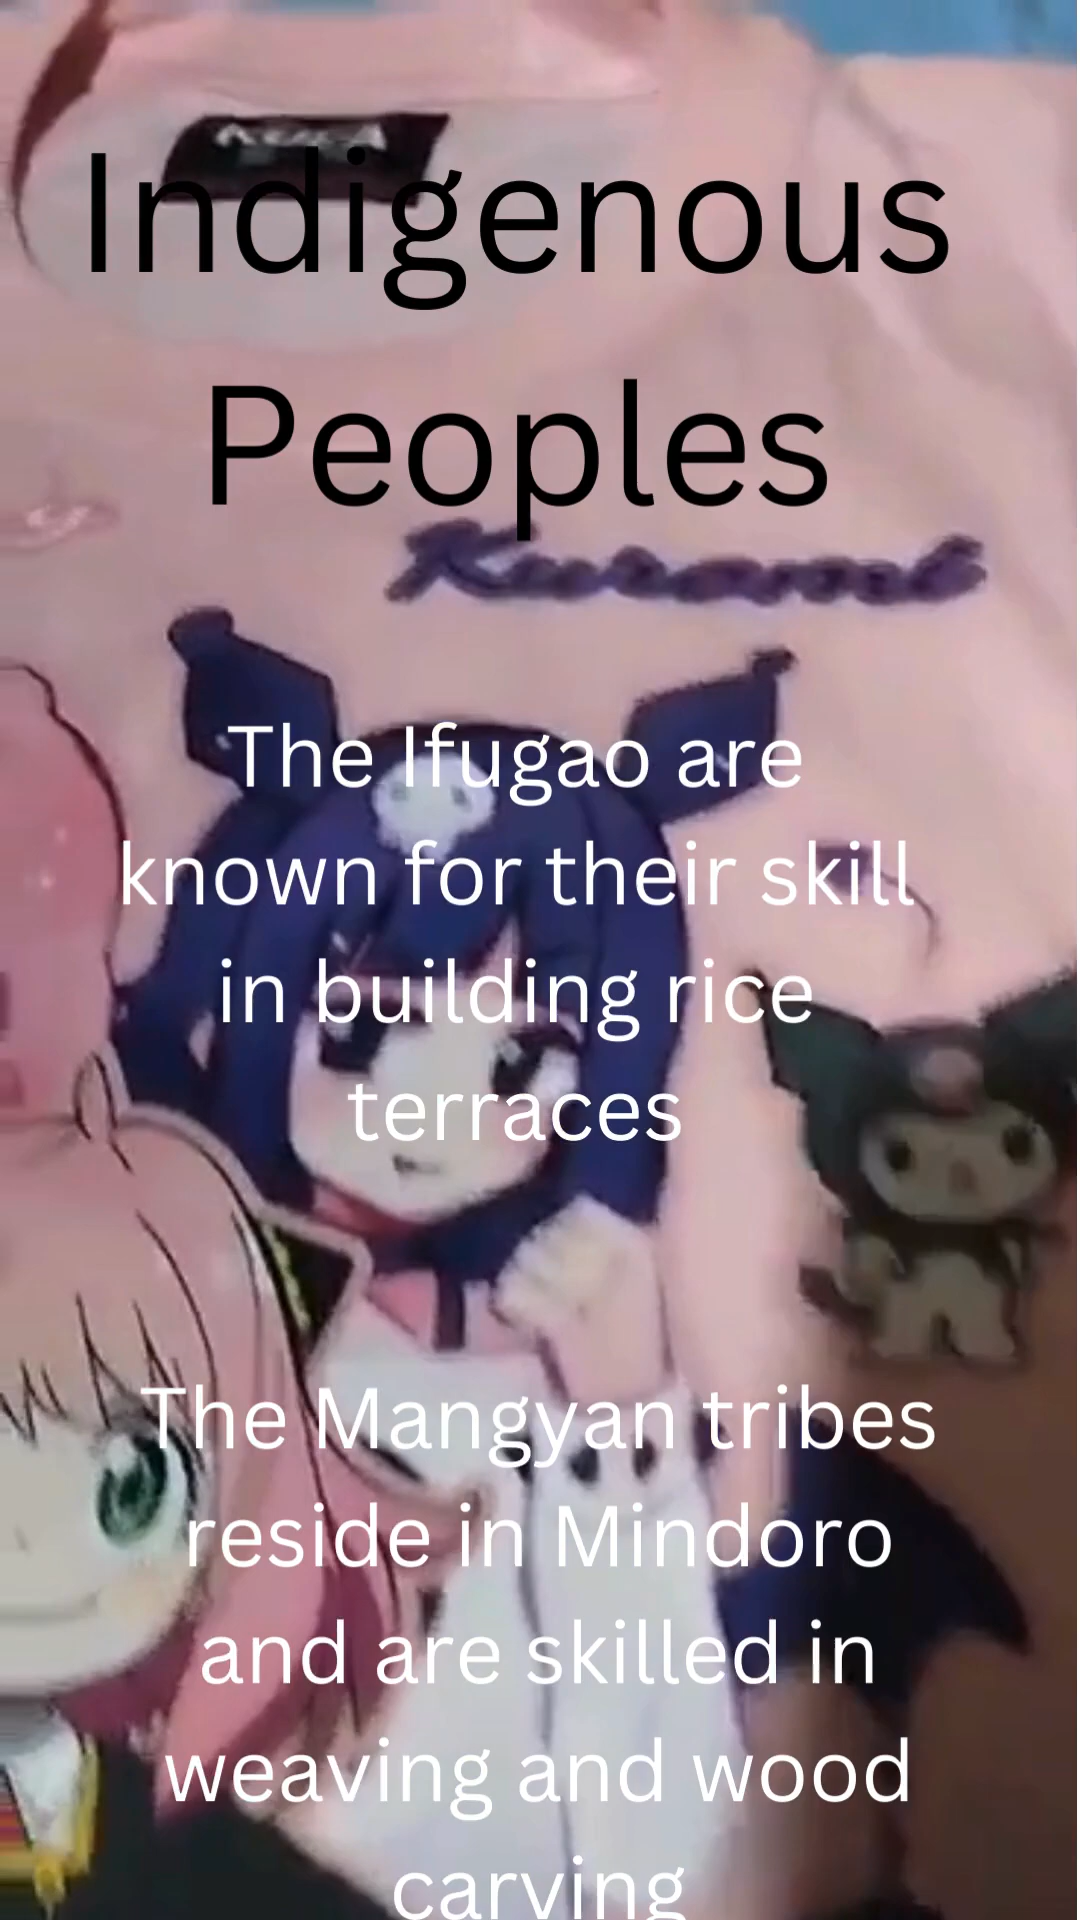 Indigenous
Peoples
Kuromi
The Ifugao are
known for their skill
in building rice
terraces
The Mangyan tribes
reside in Mindoro
and are skilled in
weaving and wood
carving